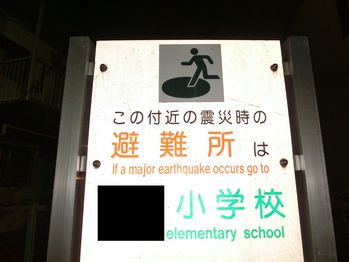 この付近の震災時の
避難所は
If a major earthquake occurs go to
小学校
elementary school